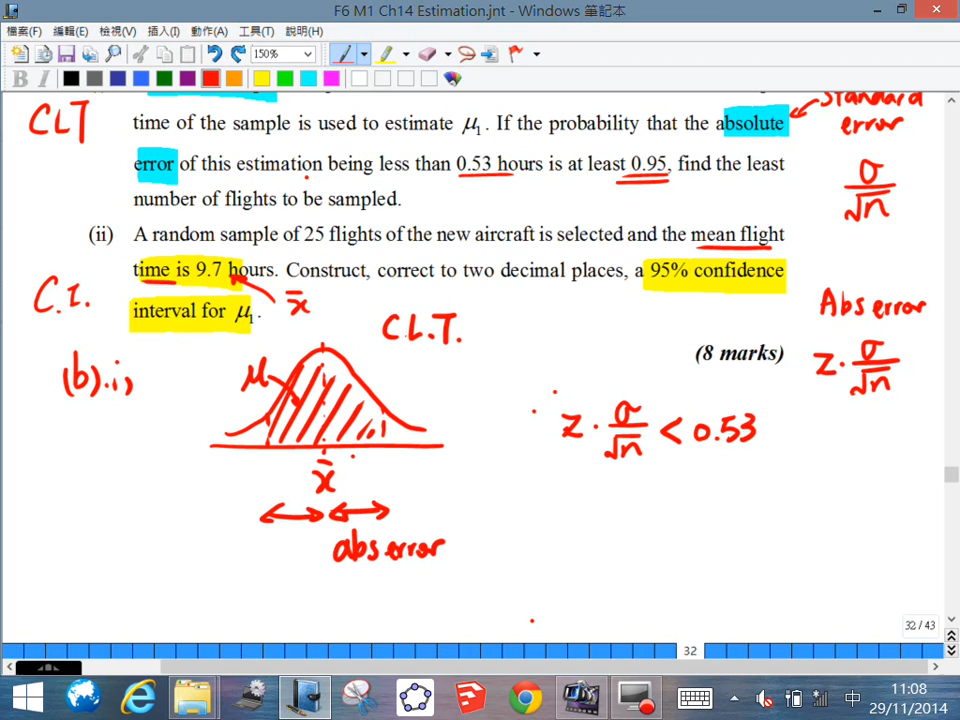 F6 M1 Ch14 Estimation.jnt - Windows 筆記本
檔案(F) 編輯(E) 檢視(V) 插入(I) 動作(A) 工具(T) 說明(H)
150%
B I
CLT
time of the sample is used to estimate μ₁. If the probability that the absolute
standard
error
error of this estimation being less than 0.53 hours is at least 0.95, find the least
σ/√n
number of flights to be sampled.
(ii) A random sample of 25 flights of the new aircraft is selected and the mean flight
time is 9.7 hours. Construct, correct to two decimal places, a 95% confidence
C.I.
x̄
interval for μ₁.
Abs error
C.L.T.
(8 marks)
z · σ/√n
(b).i)
μ
z · σ/√n < 0.53
x̄
abs error
32 / 43
32
中
11:08
29/11/2014